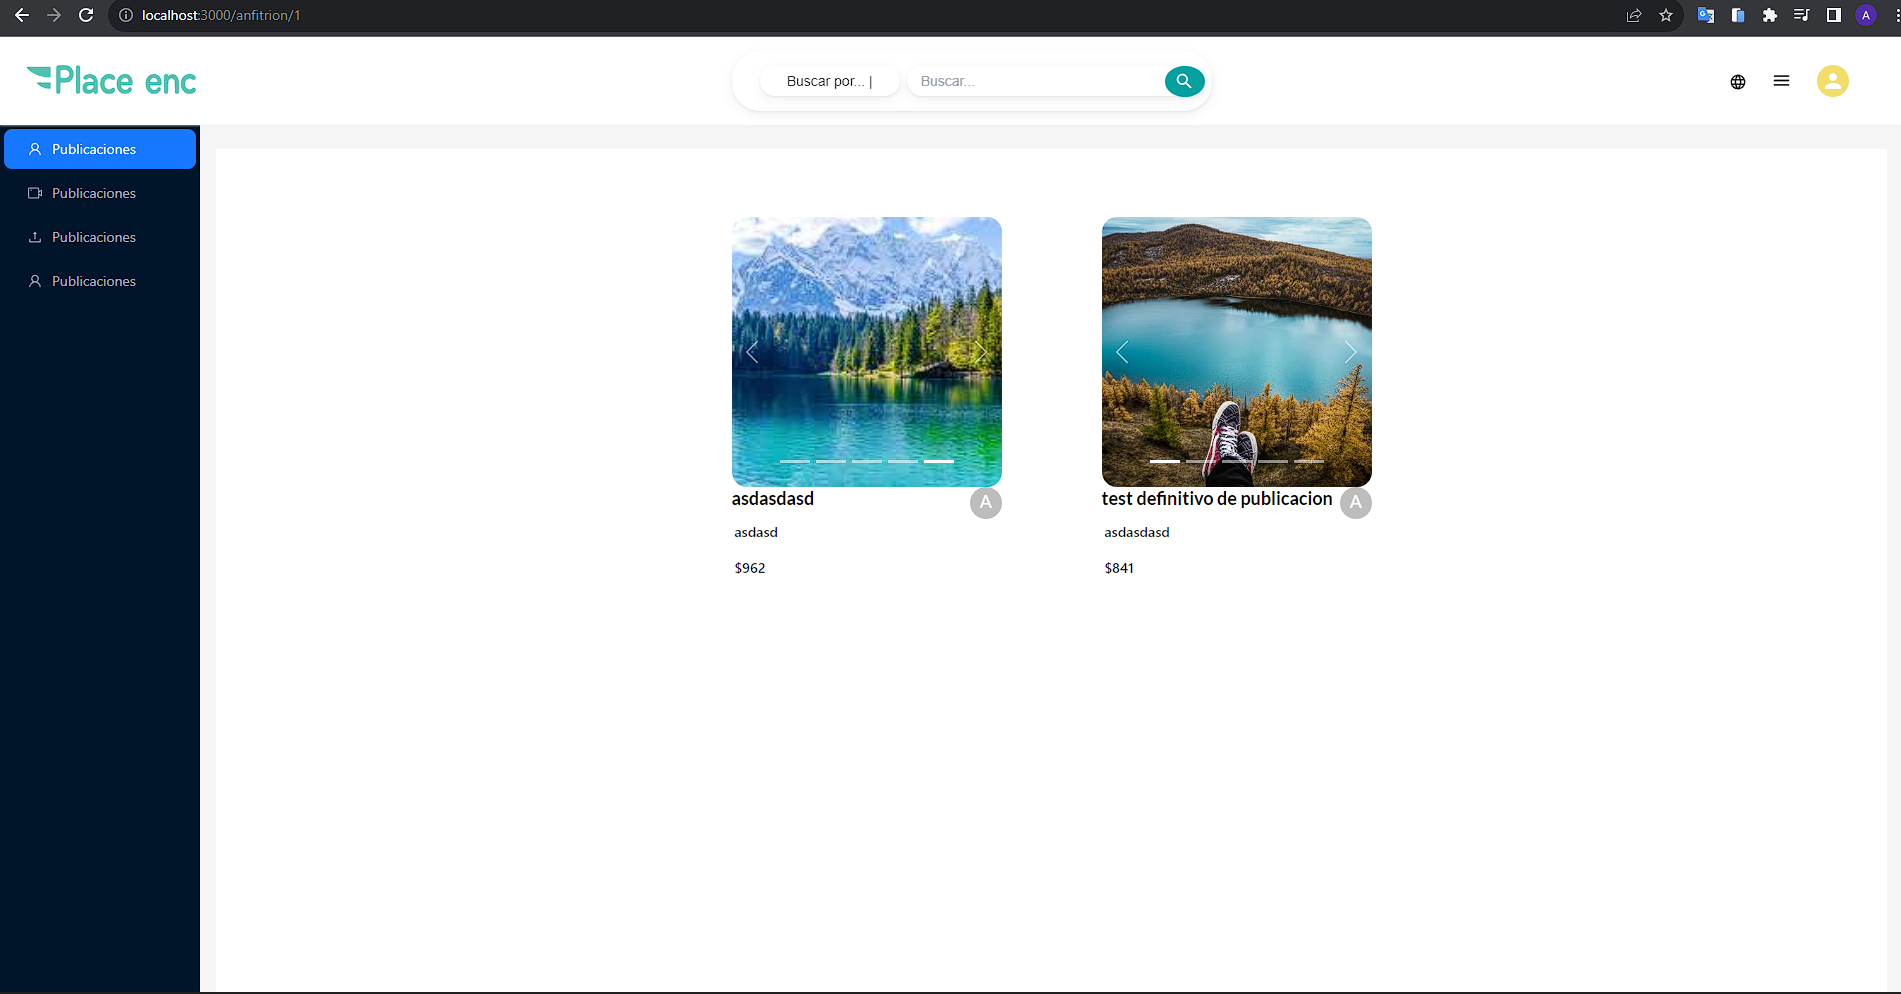 localhost:3000/anfitrion/1
A
Place enc
Buscar por... |
Buscar...
Publicaciones
Publicaciones
Publicaciones
Publicaciones
asdasdasd
A
asdasd
$962
test definitivo de publicacion
A
asdasdasd
$841